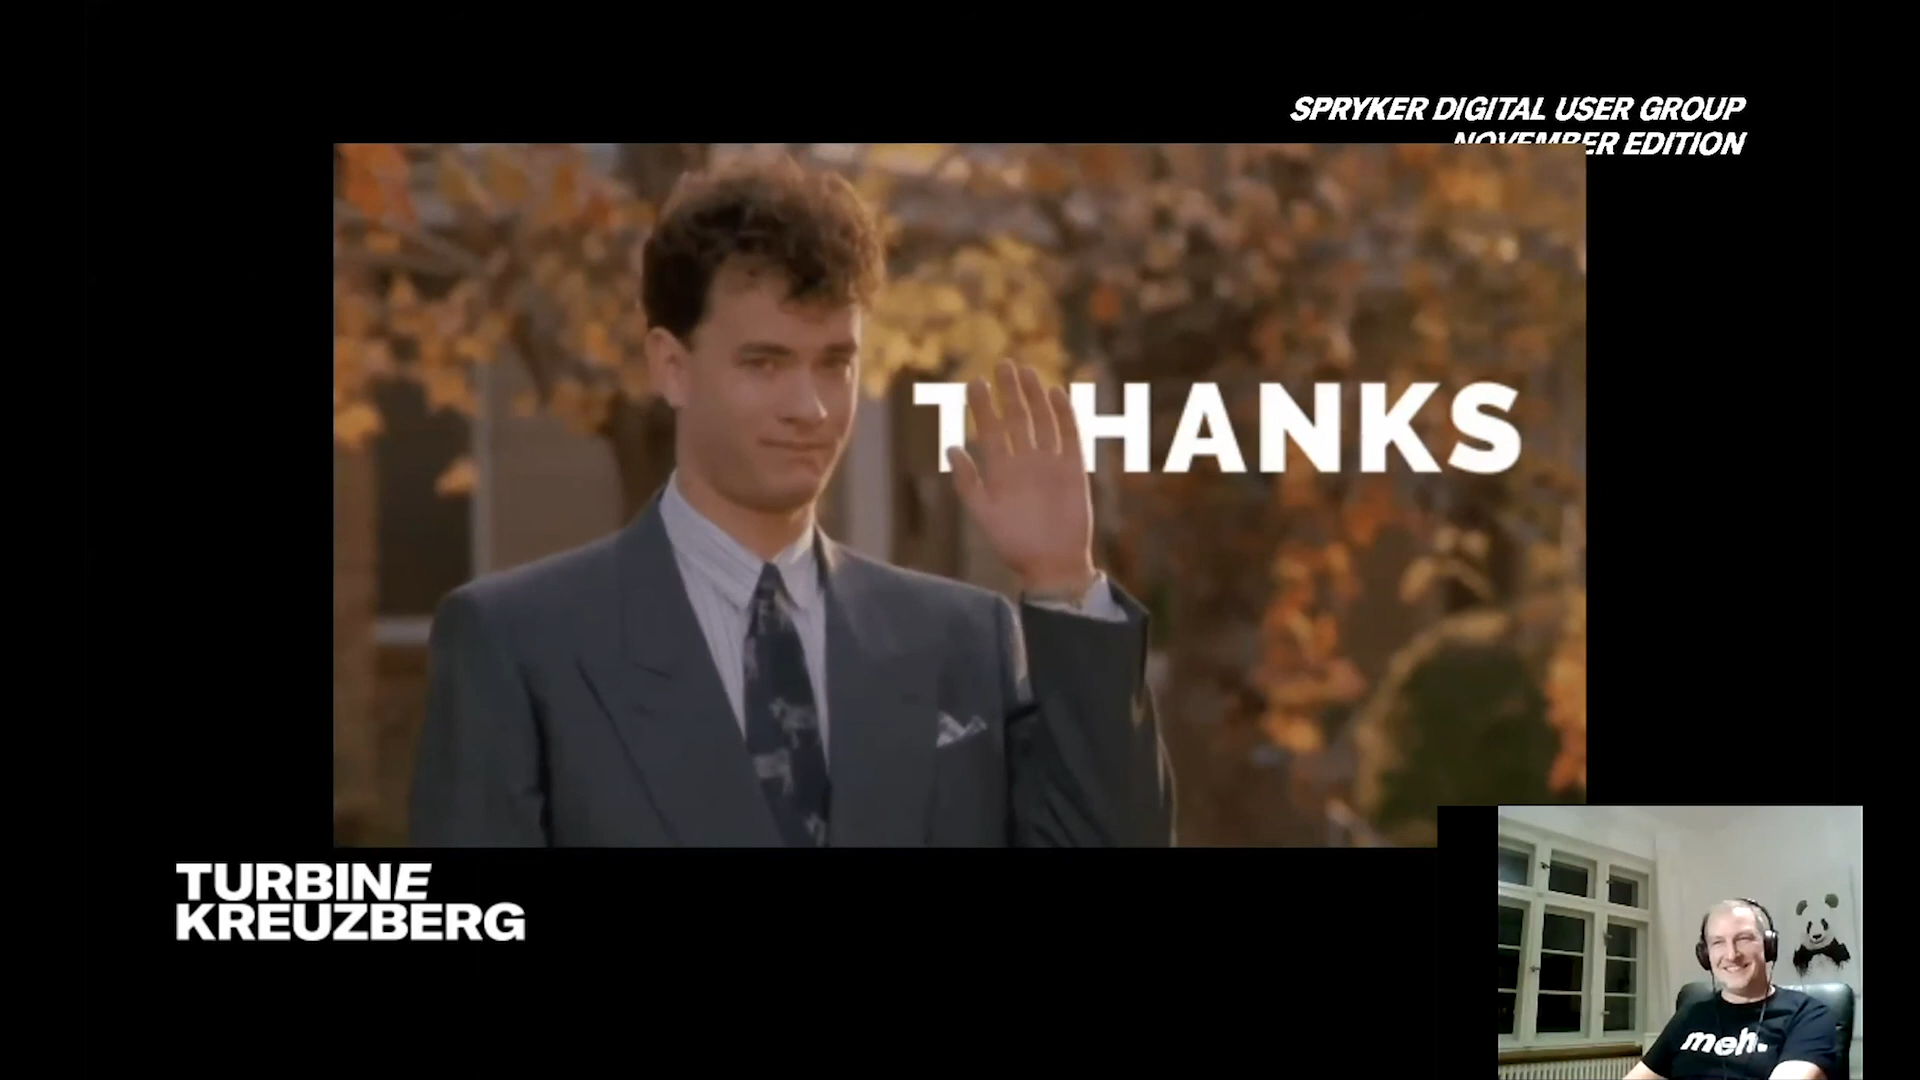 SPRYKER DIGITAL USER GROUP
NOVEMBER EDITION
THANKS
TURBINE
KREUZBERG
meh.